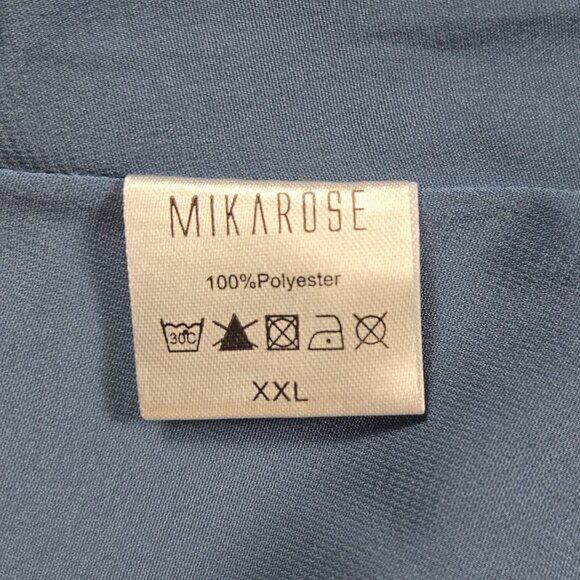 MIKAROSE
100%Polyester
30C
XXL